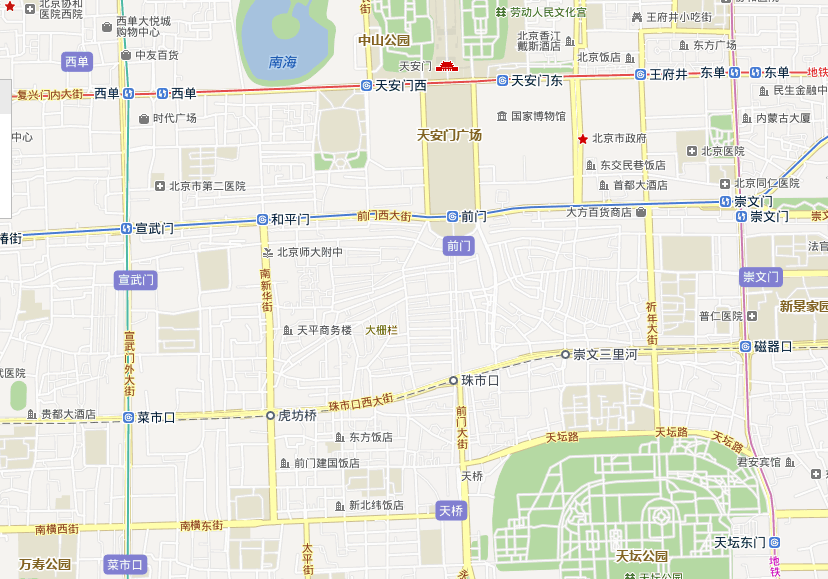 北京协和
医院西院
西单大悦城
购物中心
中友百货
西单
南海
中山公园
天安门
劳动人民文化宫
北京香江
戴斯酒店
北京饭店
王府井小吃街
东方广场
复兴门内大街
西单
西单
天安门西
天安门东
王府井
东单
东单
地铁
民生金融中
时代广场
中心
国家博物馆
天安门广场
北京市政府
内蒙古大厦
北京医院
东交民巷饭店
首都大酒店
北京同仁医院
北京市第二医院
崇文门
崇文门
崇文
大方百货商店
前门
前门西大街
和平门
宣武门
椿街
前门
北京师大附中
法官
宣武门
崇文门
南新华街
祈年大街
新景家园
普仁医院
天平商务楼
大栅栏
宣武门外大街
磁器口
崇文三里河
武医院
珠市口
珠市口西大街
贵都大酒店
菜市口
虎坊桥
前门大街
东方饭店
天坛路
天坛路
天坛路
前门建国饭店
天桥
君安宾馆
新北纬饭店
天桥
南横西街
南横东街
太平街
天坛东门
天坛公园
万寿公园
菜市口
地铁
天坛公园